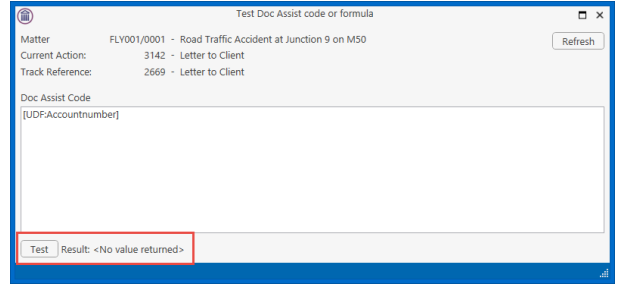 Test Doc Assist code or formula
Matter FLY001/0001 - Road Traffic Accident at Junction 9 on M50 Refresh
Current Action: 3142 - Letter to Client
Track Reference: 2669 - Letter to Client
Doc Assist Code
[UDF:Accountnumber]
Test Result: <No value returned>